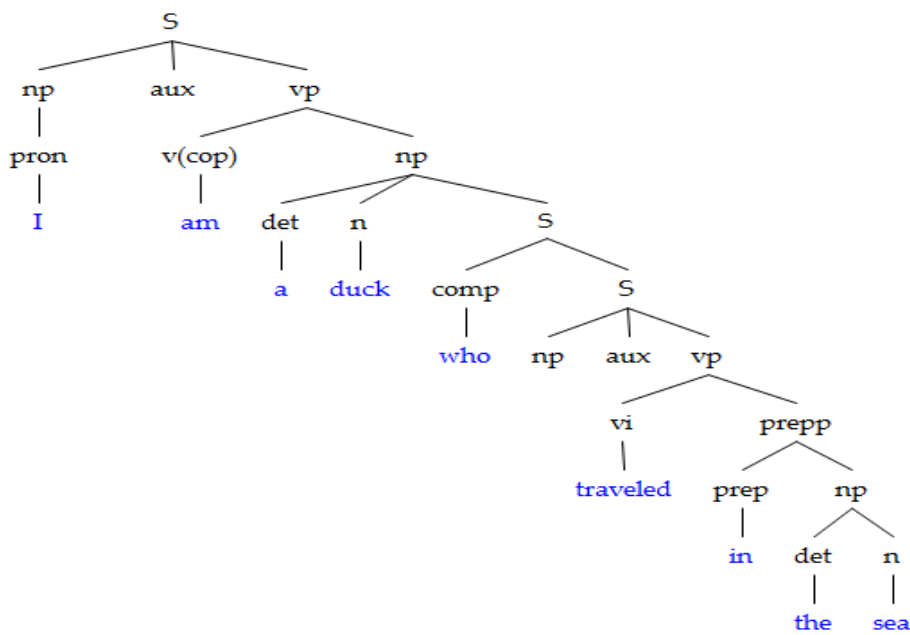 S
np aux vp
pron v(cop) np
I am det n S
a duck comp S
who np aux vp
vi prepp
traveled prep np
in det n
the sea